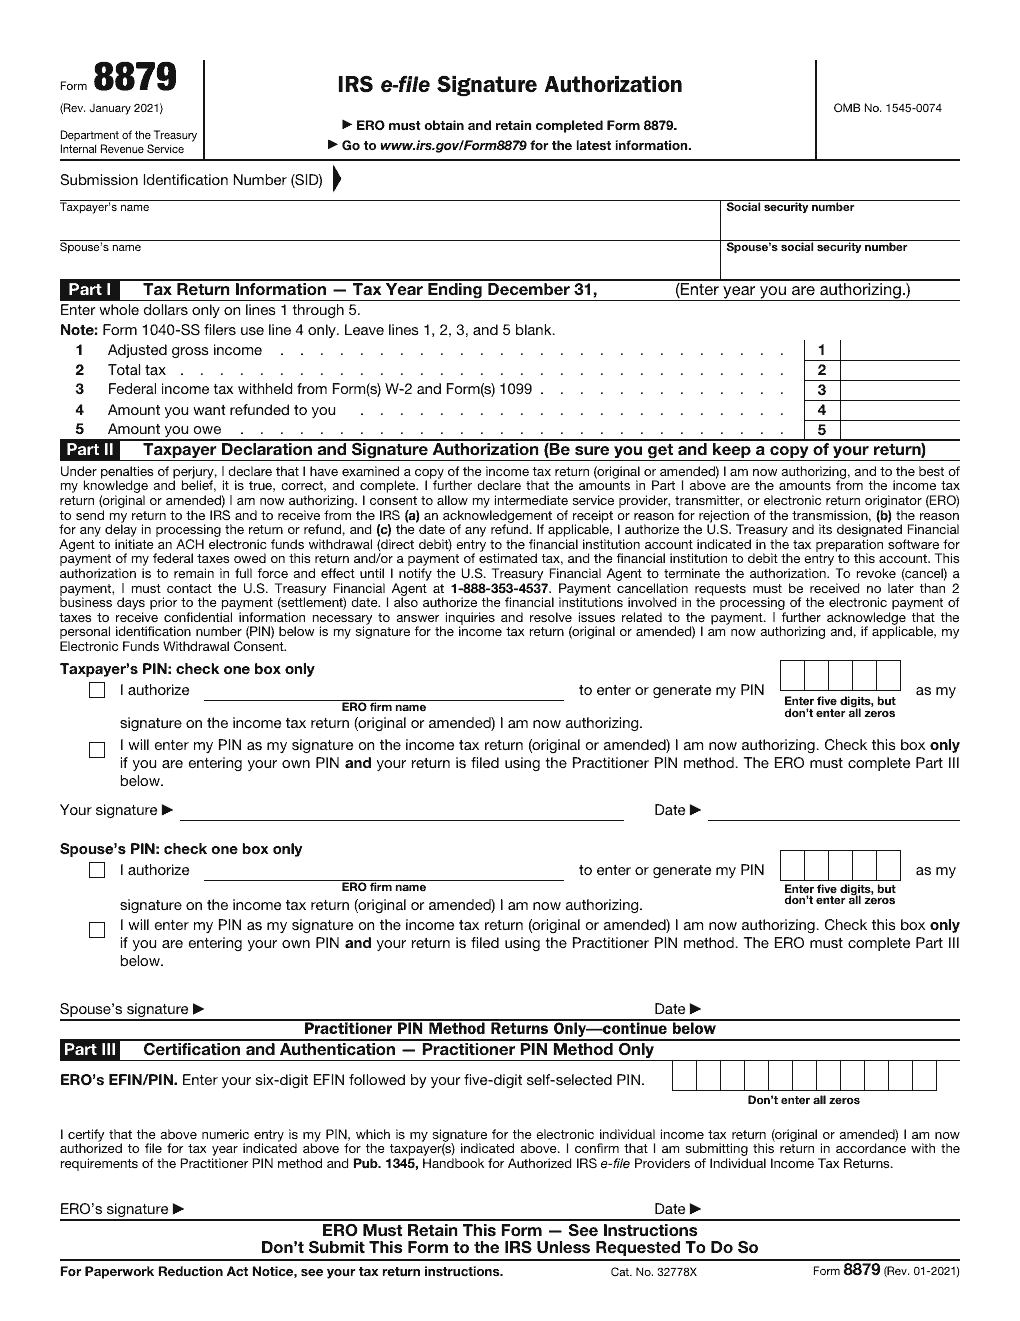 Form 8879
(Rev. January 2021)
Department of the Treasury
Internal Revenue Service
IRS e-file Signature Authorization
▶ ERO must obtain and retain completed Form 8879.
▶ Go to www.irs.gov/Form8879 for the latest information.
OMB No. 1545-0074
Submission Identification Number (SID)
Taxpayer's name
Social security number
Spouse's name
Spouse's social security number
Part I Tax Return Information — Tax Year Ending December 31, (Enter year you are authorizing.)
Enter whole dollars only on lines 1 through 5.
Note: Form 1040-SS filers use line 4 only. Leave lines 1, 2, 3, and 5 blank.
1 Adjusted gross income . . . . . . . . . . . . . . . . . . . . . . . . . . 1
2 Total tax . . . . . . . . . . . . . . . . . . . . . . . . . . . . . . . 2
3 Federal income tax withheld from Form(s) W-2 and Form(s) 1099 . . . . . . . . . . . . . 3
4 Amount you want refunded to you . . . . . . . . . . . . . . . . . . . . . . 4
5 Amount you owe . . . . . . . . . . . . . . . . . . . . . . . . . . . . 5
Part II Taxpayer Declaration and Signature Authorization (Be sure you get and keep a copy of your return)
Under penalties of perjury, I declare that I have examined a copy of the income tax return (original or amended) I am now authorizing, and to the best of
my knowledge and belief, it is true, correct, and complete. I further declare that the amounts in Part I above are the amounts from the income tax
return (original or amended) I am now authorizing. I consent to allow my intermediate service provider, transmitter, or electronic return originator (ERO)
to send my return to the IRS and to receive from the IRS (a) an acknowledgement of receipt or reason for rejection of the transmission, (b) the reason
for any delay in processing the return or refund, and (c) the date of any refund. If applicable, I authorize the U.S. Treasury and its designated Financial
Agent to initiate an ACH electronic funds withdrawal (direct debit) entry to the financial institution account indicated in the tax preparation software for
payment of my federal taxes owed on this return and/or a payment of estimated tax, and the financial institution to debit the entry to this account. This
authorization is to remain in full force and effect until I notify the U.S. Treasury Financial Agent to terminate the authorization. To revoke (cancel) a
payment, I must contact the U.S. Treasury Financial Agent at 1-888-353-4537. Payment cancellation requests must be received no later than 2
business days prior to the payment (settlement) date. I also authorize the financial institutions involved in the processing of the electronic payment of
taxes to receive confidential information necessary to answer inquiries and resolve issues related to the payment. I further acknowledge that the
personal identification number (PIN) below is my signature for the income tax return (original or amended) I am now authorizing and, if applicable, my
Electronic Funds Withdrawal Consent.
Taxpayer's PIN: check one box only
I authorize to enter or generate my PIN as my
ERO firm name
Enter five digits, but
don't enter all zeros
signature on the income tax return (original or amended) I am now authorizing.
I will enter my PIN as my signature on the income tax return (original or amended) I am now authorizing. Check this box only
if you are entering your own PIN and your return is filed using the Practitioner PIN method. The ERO must complete Part III
below.
Your signature ▶ Date ▶
Spouse's PIN: check one box only
I authorize to enter or generate my PIN as my
ERO firm name
Enter five digits, but
don't enter all zeros
signature on the income tax return (original or amended) I am now authorizing.
I will enter my PIN as my signature on the income tax return (original or amended) I am now authorizing. Check this box only
if you are entering your own PIN and your return is filed using the Practitioner PIN method. The ERO must complete Part III
below.
Spouse's signature ▶ Date ▶
Practitioner PIN Method Returns Only—continue below
Part III Certification and Authentication — Practitioner PIN Method Only
ERO's EFIN/PIN. Enter your six-digit EFIN followed by your five-digit self-selected PIN.
Don't enter all zeros
I certify that the above numeric entry is my PIN, which is my signature for the electronic individual income tax return (original or amended) I am now
authorized to file for tax year indicated above for the taxpayer(s) indicated above. I confirm that I am submitting this return in accordance with the
requirements of the Practitioner PIN method and Pub. 1345, Handbook for Authorized IRS e-file Providers of Individual Income Tax Returns.
ERO's signature ▶ Date ▶
ERO Must Retain This Form — See Instructions
Don't Submit This Form to the IRS Unless Requested To Do So
For Paperwork Reduction Act Notice, see your tax return instructions. Cat. No. 32778X Form 8879 (Rev. 01-2021)